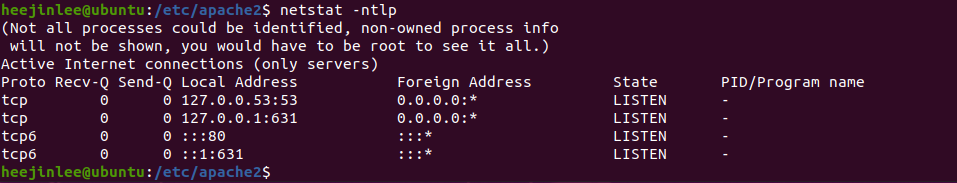 heejinlee@ubuntu:/etc/apache2$ netstat -ntlp
(Not all processes could be identified, non-owned process info
 will not be shown, you would have to be root to see it all.)
Active Internet connections (only servers)
Proto Recv-Q Send-Q Local Address           Foreign Address         State       PID/Program name
tcp        0      0 127.0.0.53:53           0.0.0.0:*               LISTEN      -
tcp        0      0 127.0.0.1:631           0.0.0.0:*               LISTEN      -
tcp6       0      0 :::80                   :::*                    LISTEN      -
tcp6       0      0 ::1:631                 :::*                    LISTEN      -
heejinlee@ubuntu:/etc/apache2$